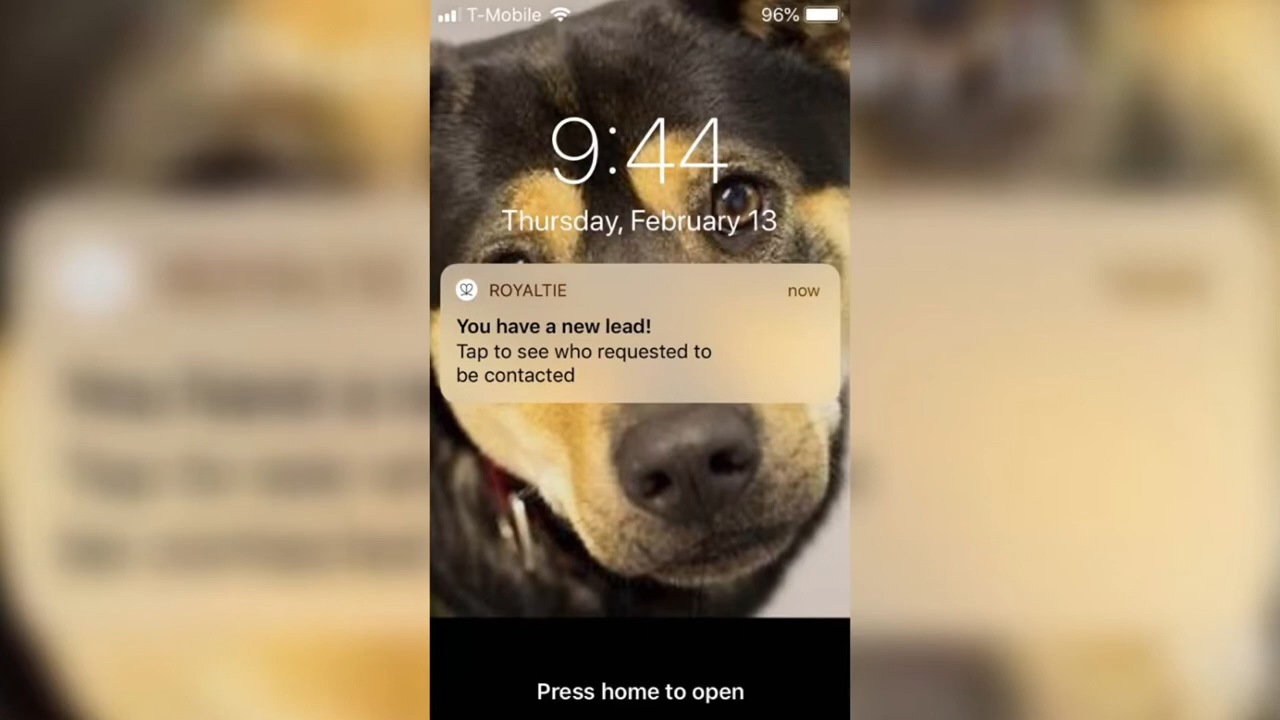 T-Mobile 96%
9:44
Thursday, February 13
ROYALTIE now
You have a new lead!
Tap to see who requested to
be contacted
Press home to open